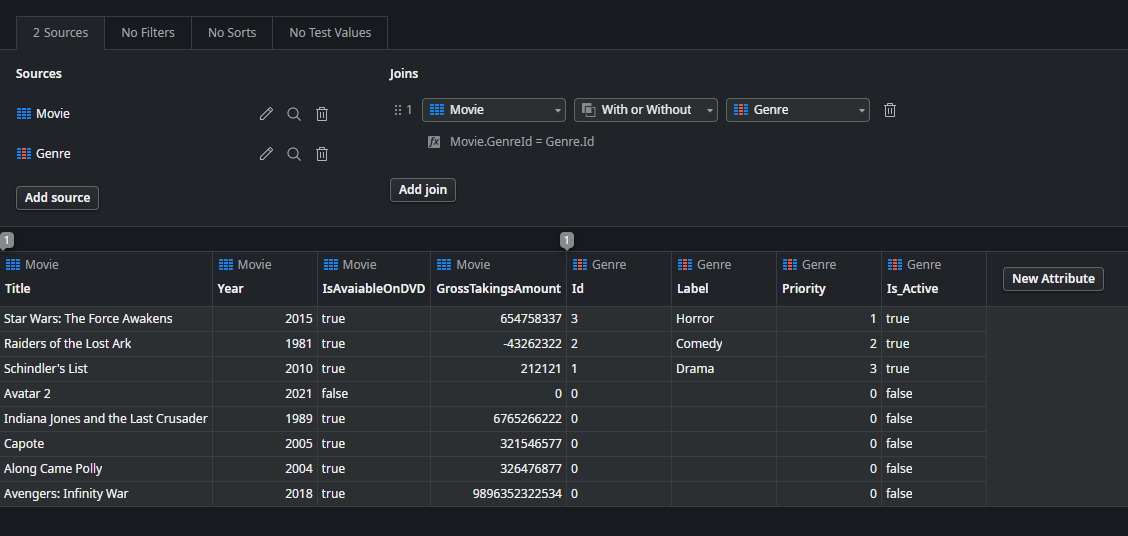 2 Sources No Filters No Sorts No Test Values
Sources Joins
Movie 1 Movie With or Without Genre
fx Movie.GenreId = Genre.Id
Genre
Add source Add join
1 1
Movie Movie Movie Movie Genre Genre Genre Genre
Title Year IsAvaiableOnDVD GrossTakingsAmount Id Label Priority Is_Active New Attribute
Star Wars: The Force Awakens 2015 true 654758337 3 Horror 1 true
Raiders of the Lost Ark 1981 true -43262322 2 Comedy 2 true
Schindler's List 2010 true 212121 1 Drama 3 true
Avatar 2 2021 false 0 0 0 false
Indiana Jones and the Last Crusader 1989 true 6765266222 0 0 false
Capote 2005 true 321546577 0 0 false
Along Came Polly 2004 true 326476877 0 0 false
Avengers: Infinity War 2018 true 9896352322534 0 0 false